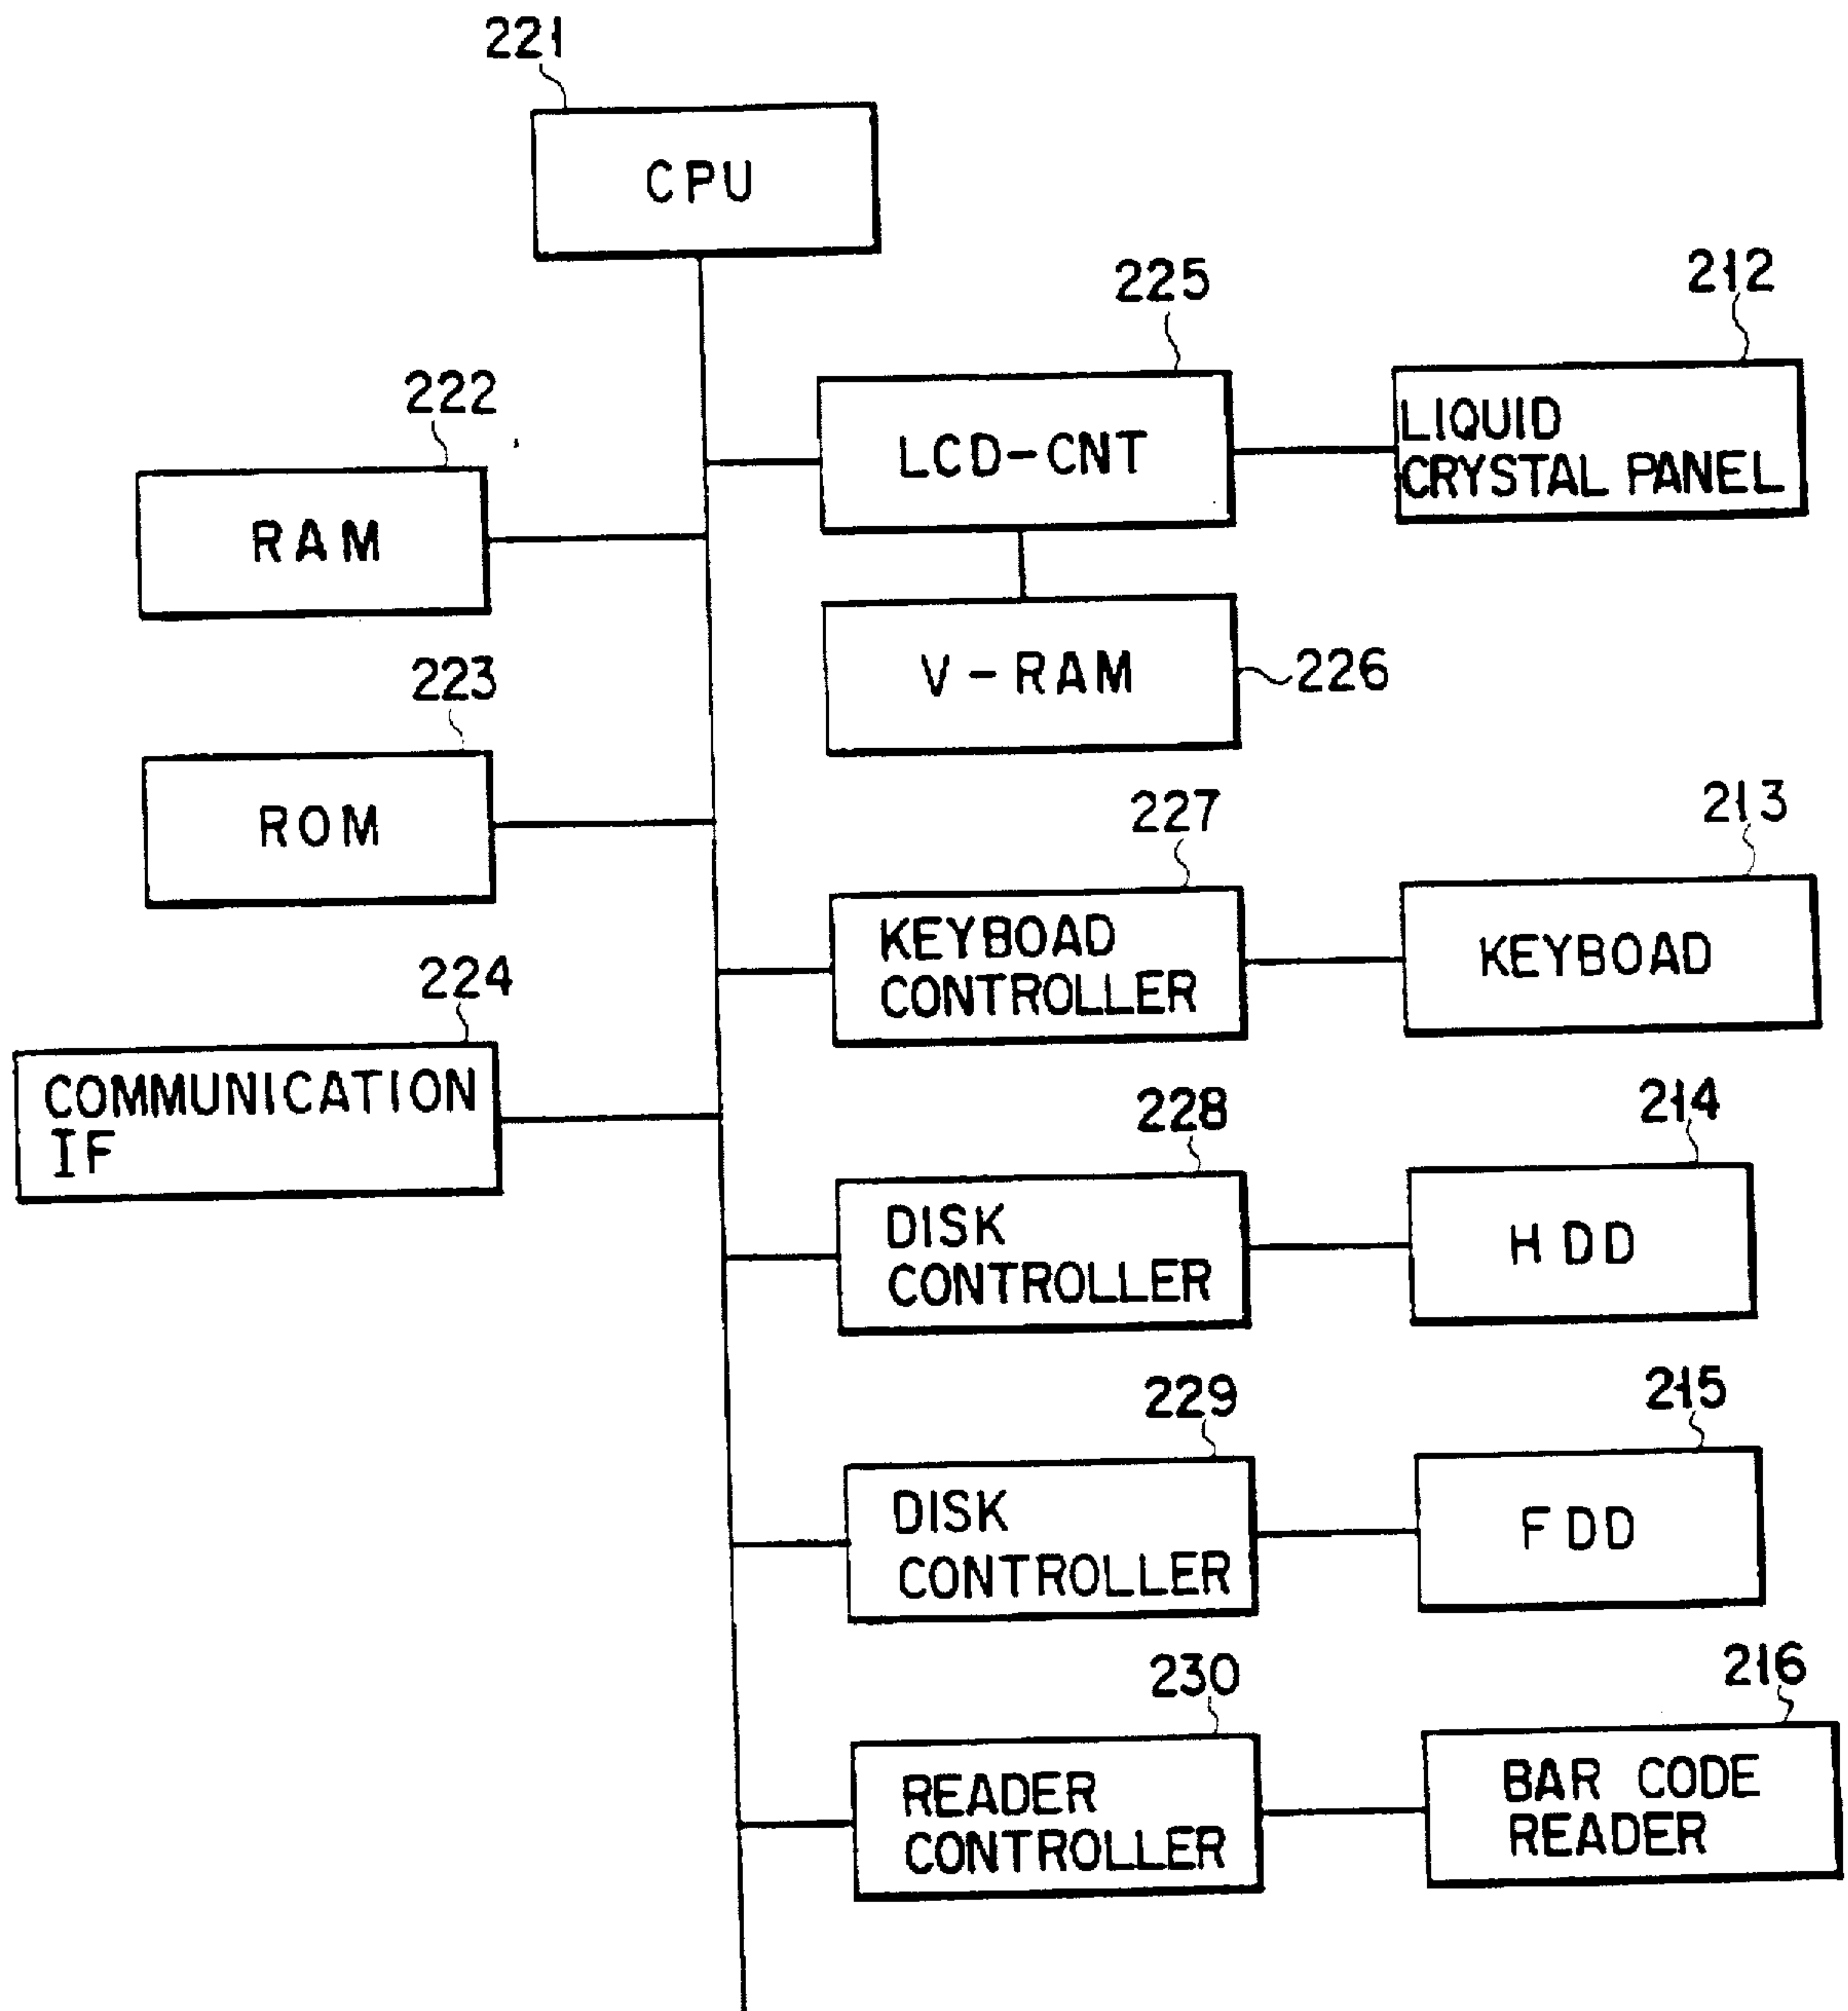 221
CPU
225
212
LCD-CNT
LIQUID
CRYSTAL PANEL
222
RAM
V-RAM
226
223
ROM
227
213
KEYBOAD
CONTROLLER
KEYBOAD
224
COMMUNICATION
IF
228
214
DISK
CONTROLLER
HDD
229
215
DISK
CONTROLLER
FDD
230
216
READER
CONTROLLER
BAR CODE
READER